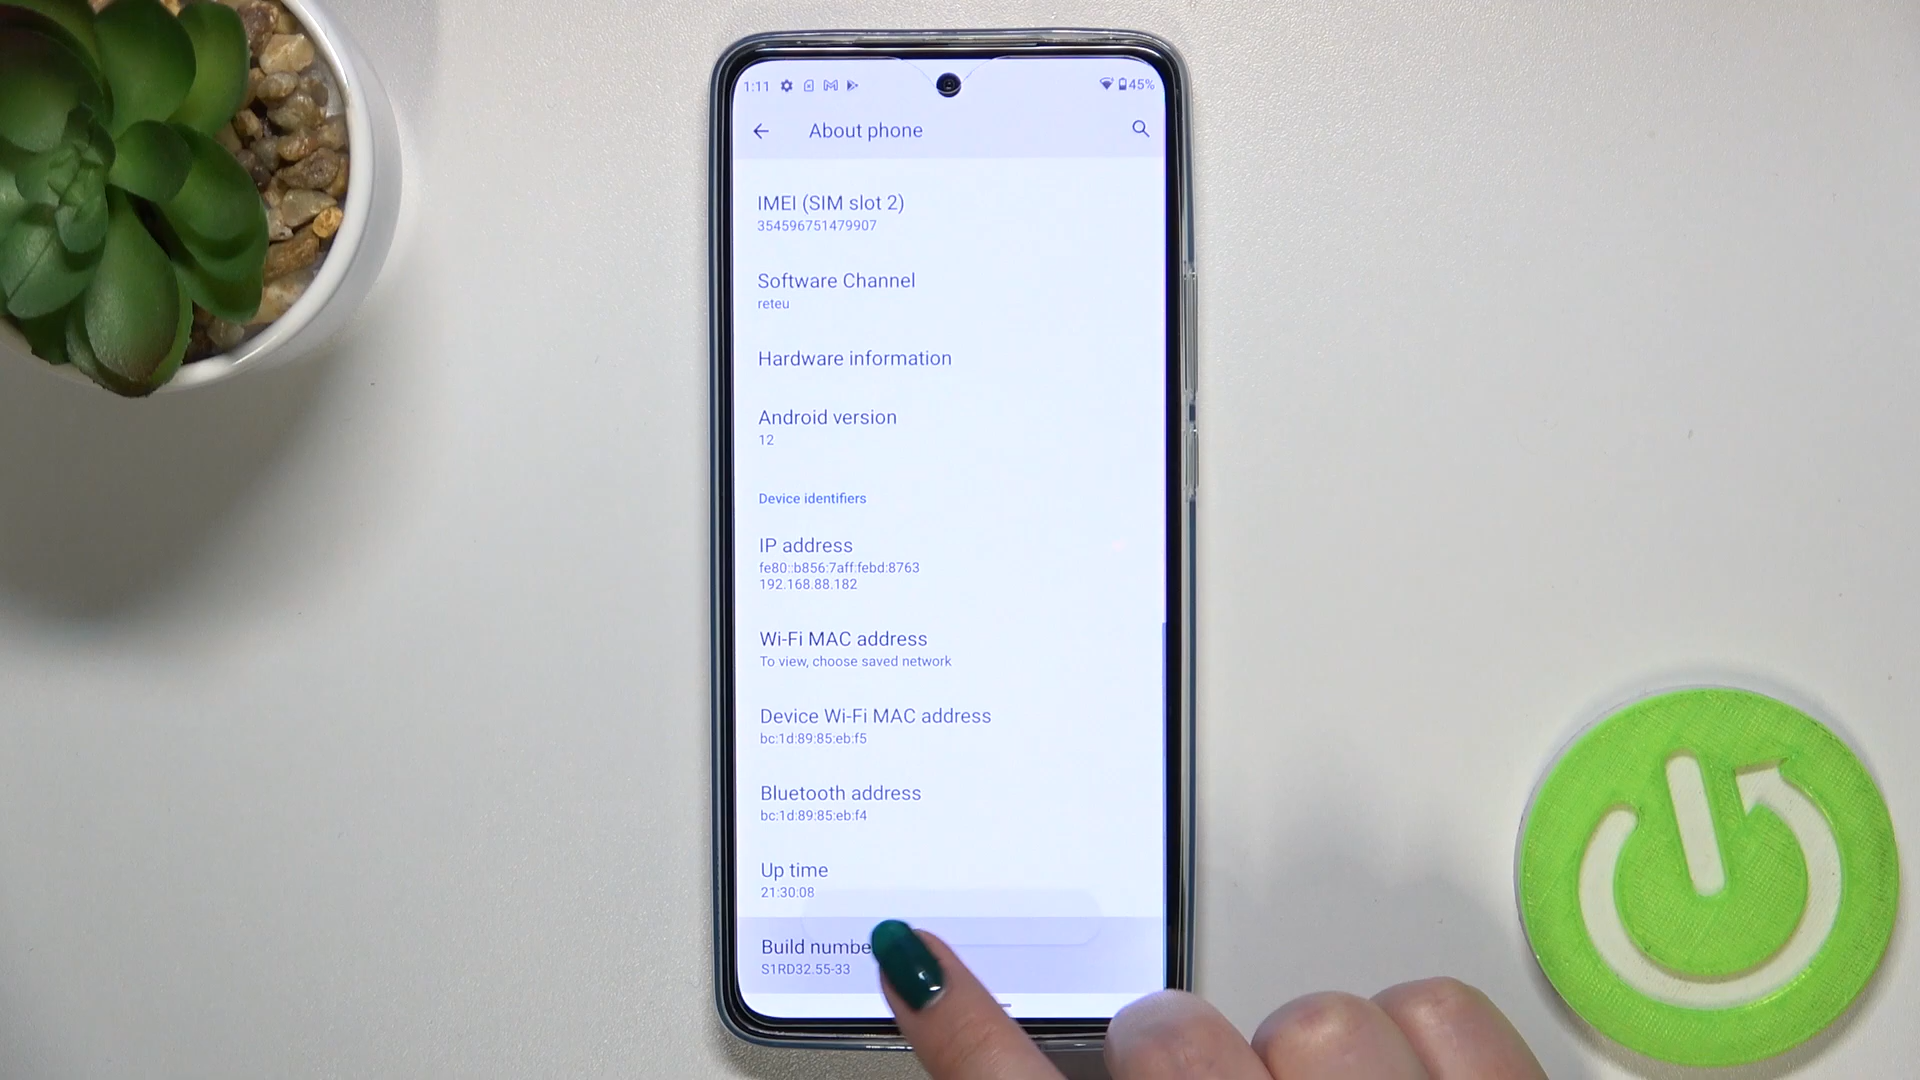 1:11 45%
About phone
IMEI (SIM slot 2)
354596751479907
Software Channel
reteu
Hardware information
Android version
12
Device identifiers
IP address
fe80::b856:7aff:febd:8763
192.168.88.182
Wi-Fi MAC address
To view, choose saved network
Device Wi-Fi MAC address
bc:1d:89:85:eb:f5
Bluetooth address
bc:1d:89:85:eb:f4
Up time
21:30:08
Build numbe
S1RD32.55-33